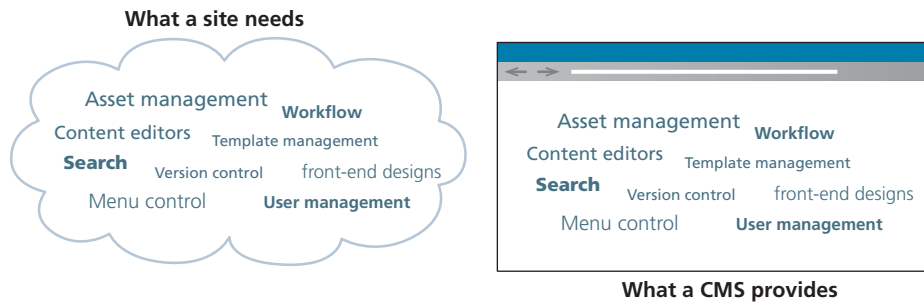 What a site needs
Asset management
Workflow
Content editors
Template management
Search
Version control
front-end designs
Menu control
User management
Asset management
Workflow
Content editors
Template management
Search
Version control
front-end designs
Menu control
User management
What a CMS provides